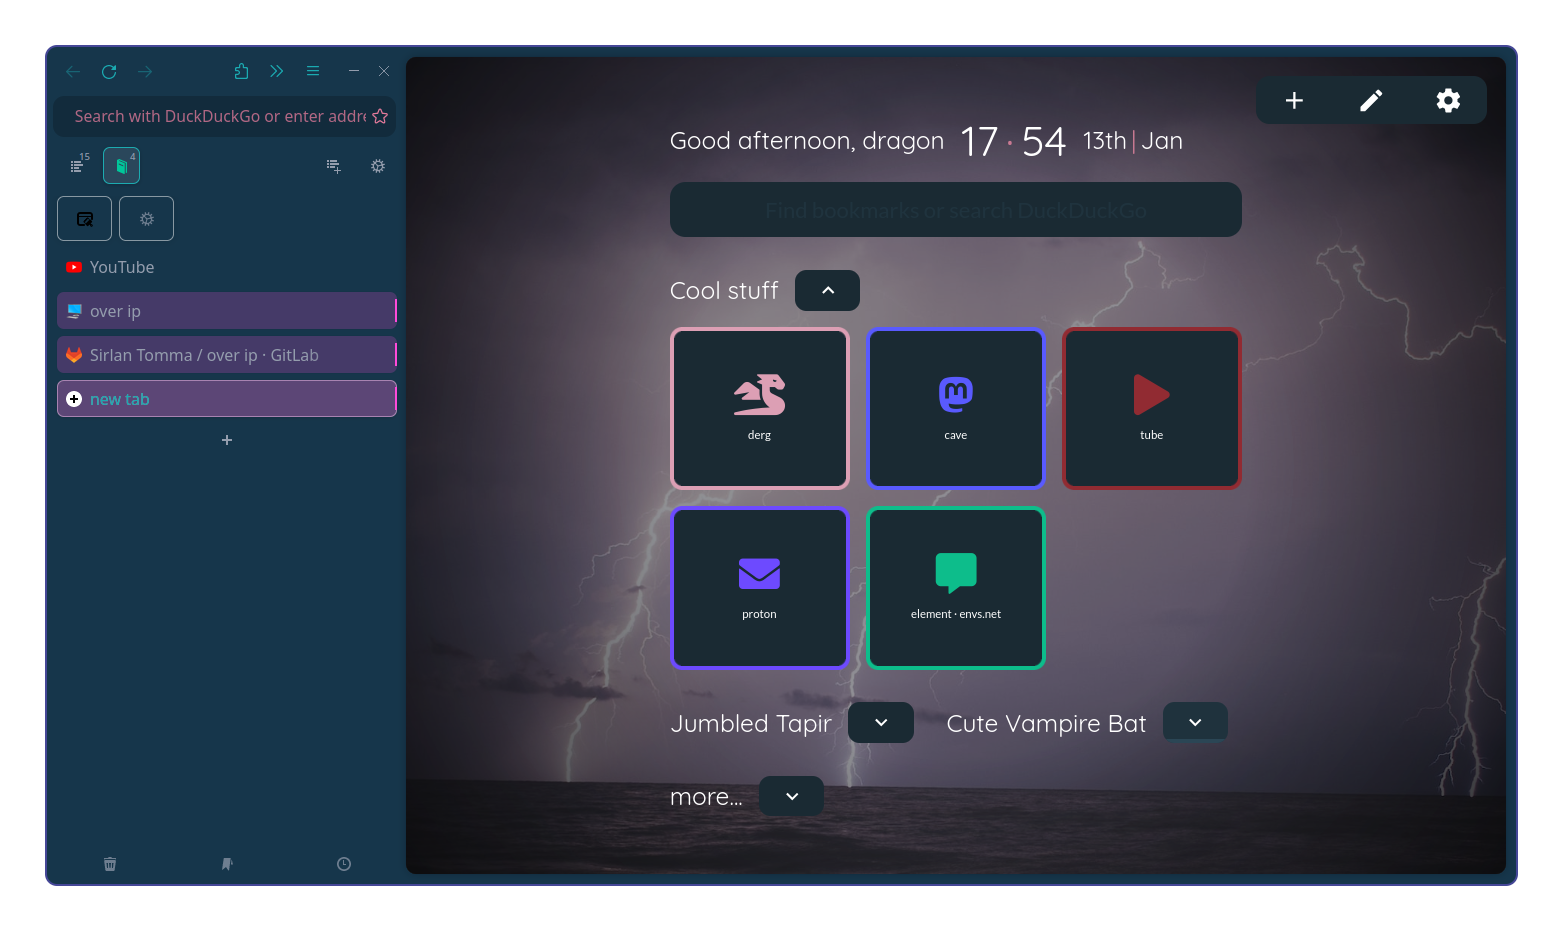 Search with DuckDuckGo or enter addre
15
4
YouTube
over ip
Sirlan Tomma / over ip · GitLab
new tab
Good afternoon, dragon 17 · 54 13th | Jan
Find bookmarks or search DuckDuckGo
Cool stuff
derg
cave
tube
proton
element · envs.net
Jumbled Tapir
Cute Vampire Bat
more...